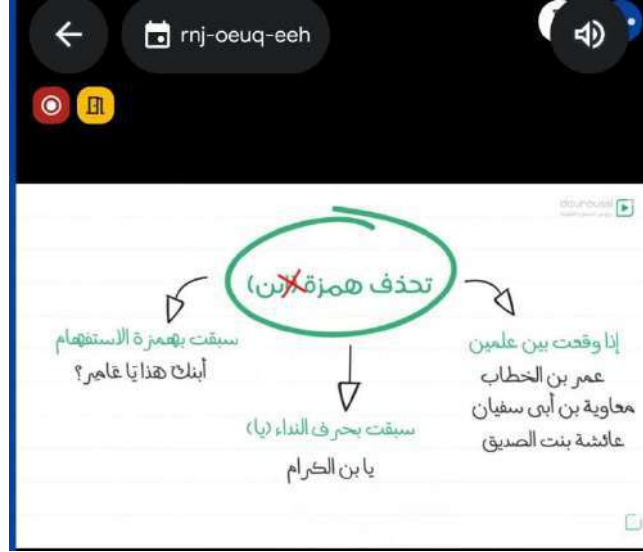 rnj-oeuq-eeh
douroussi
تحذف همزة (ابن)
إذا وقعت بين علمين
عمر بن الخطاب
معاوية بن أبي سفيان
عائشة بنت الصديق
سبقت بحرف النداء (يا)
يا بن الكرام
سبقت بهمزة الاستفهام
أبنك هذا يا عامر؟